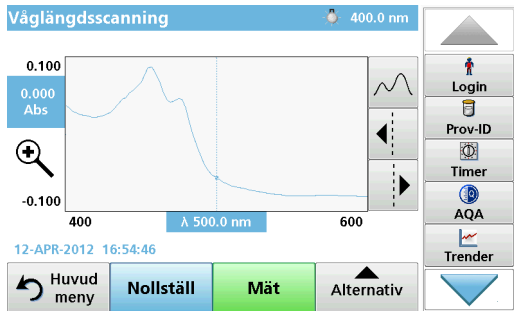 Våglängdsscanning
400.0 nm
0.100
0.000
Abs
-0.100
400
λ 500.0 nm
600
12-APR-2012 16:54:46
Huvud
meny
Nollställ
Mät
Alternativ
Login
Prov-ID
Timer
AQA
Trender